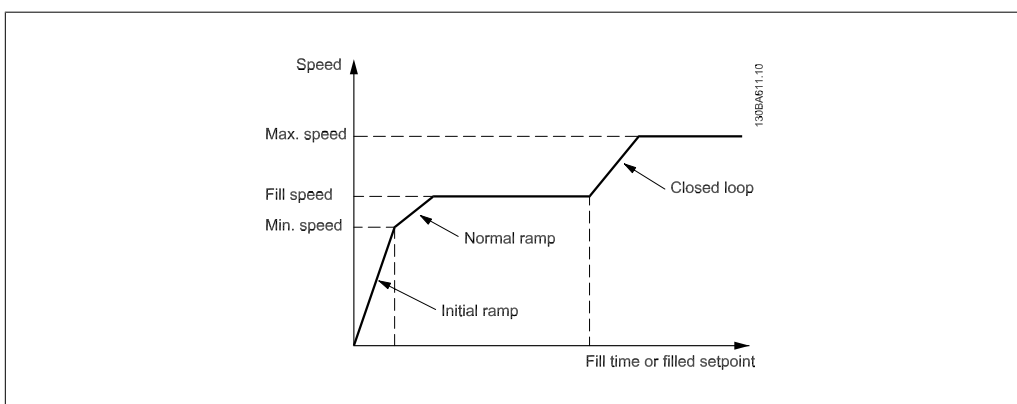 Speed
130BA611.10
Max. speed
Closed loop
Fill speed
Min. speed
Normal ramp
Initial ramp
Fill time or filled setpoint